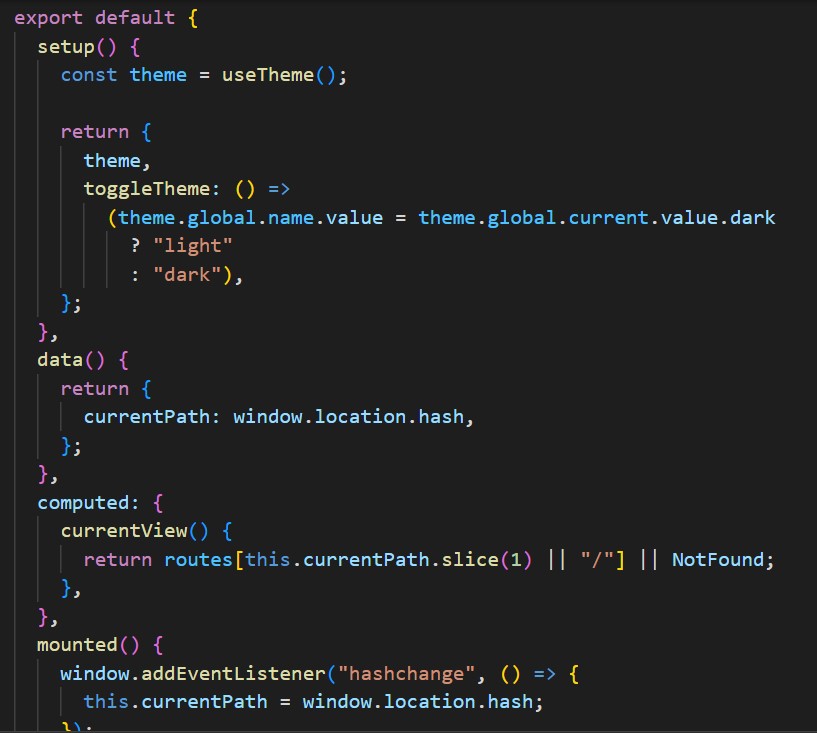 export default {
  setup() {
    const theme = useTheme();

    return {
      theme,
      toggleTheme: () =>
        (theme.global.name.value = theme.global.current.value.dark
          ? "light"
          : "dark"),
    };
  },
  data() {
    return {
      currentPath: window.location.hash,
    };
  },
  computed: {
    currentView() {
      return routes[this.currentPath.slice(1) || "/"] || NotFound;
    },
  },
  mounted() {
    window.addEventListener("hashchange", () => {
      this.currentPath = window.location.hash;
    });